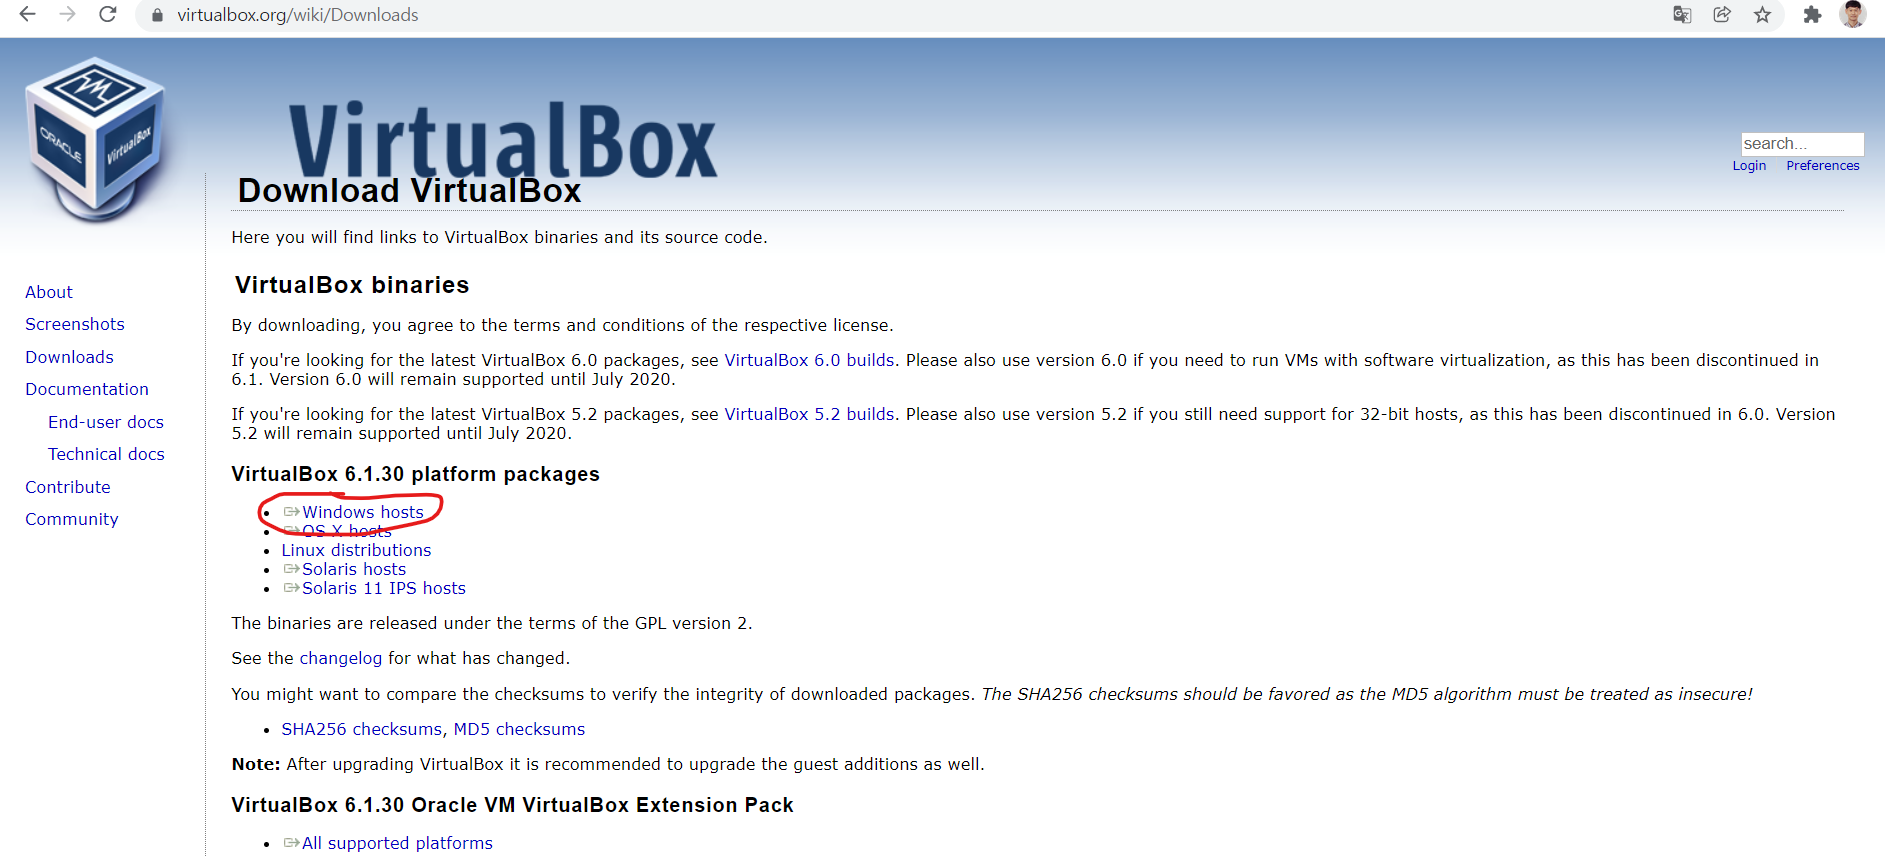 virtualbox.org/wiki/Downloads
ORACLE
VirtualBox
VirtualBox
search...
Login Preferences
Download VirtualBox
Here you will find links to VirtualBox binaries and its source code.
About
Screenshots
Downloads
Documentation
End-user docs
Technical docs
Contribute
Community
VirtualBox binaries
By downloading, you agree to the terms and conditions of the respective license.
If you're looking for the latest VirtualBox 6.0 packages, see VirtualBox 6.0 builds. Please also use version 6.0 if you need to run VMs with software virtualization, as this has been discontinued in
6.1. Version 6.0 will remain supported until July 2020.
If you're looking for the latest VirtualBox 5.2 packages, see VirtualBox 5.2 builds. Please also use version 5.2 if you still need support for 32-bit hosts, as this has been discontinued in 6.0. Version
5.2 will remain supported until July 2020.
VirtualBox 6.1.30 platform packages
Windows hosts
OS X hosts
Linux distributions
Solaris hosts
Solaris 11 IPS hosts
The binaries are released under the terms of the GPL version 2.
See the changelog for what has changed.
You might want to compare the checksums to verify the integrity of downloaded packages. The SHA256 checksums should be favored as the MD5 algorithm must be treated as insecure!
SHA256 checksums, MD5 checksums
Note: After upgrading VirtualBox it is recommended to upgrade the guest additions as well.
VirtualBox 6.1.30 Oracle VM VirtualBox Extension Pack
All supported platforms